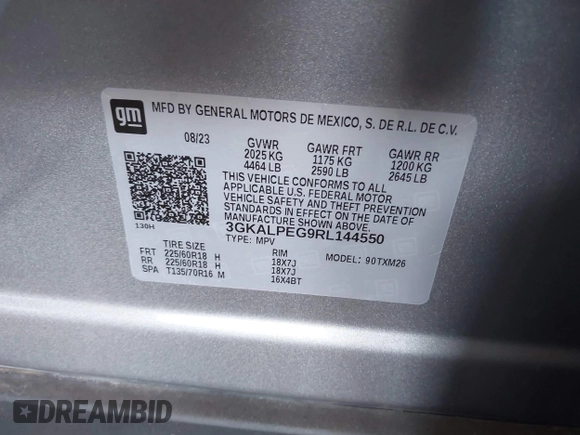 gm MFD BY GENERAL MOTORS DE MEXICO, S. DE R.L. DE C.V.
08/23 GVWR GAWR FRT GAWR RR
2025 KG 1175 KG 1200 KG
4464 LB 2590 LB 2645 LB
THIS VEHICLE CONFORMS TO ALL
APPLICABLE U.S. FEDERAL MOTOR
VEHICLE SAFETY AND THEFT PREVENTION
STANDARDS IN EFFECT ON THE DATE OF
MANUFACTURE SHOWN ABOVE.
130H 3GKALPEG9RL144550
TYPE: MPV
TIRE SIZE RIM MODEL: 90TXM26
FRT 225/60R18 H 18X7J
RR 225/60R18 H 18X7J
SPA T135/70R16 M 16X4BT
DREAMBID